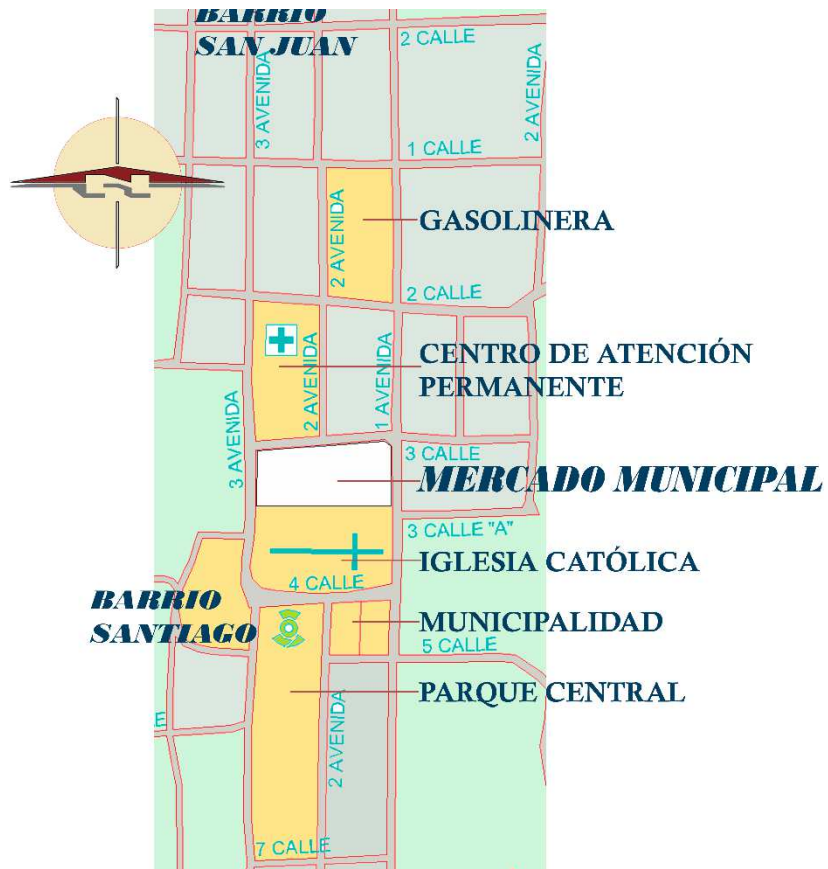 BARRIO
SAN JUAN
2 CALLE
3 AVENIDA
2 AVENIDA
1 CALLE
2 AVENIDA
GASOLINERA
2 CALLE
CENTRO DE ATENCIÓN
PERMANENTE
2 AVENIDA
1 AVENIDA
3 AVENIDA
3 CALLE
MERCADO MUNICIPAL
3 CALLE "A"
IGLESIA CATÓLICA
4 CALLE
BARRIO
SANTIAGO
MUNICIPALIDAD
5 CALLE
PARQUE CENTRAL
2 AVENIDA
7 CALLE